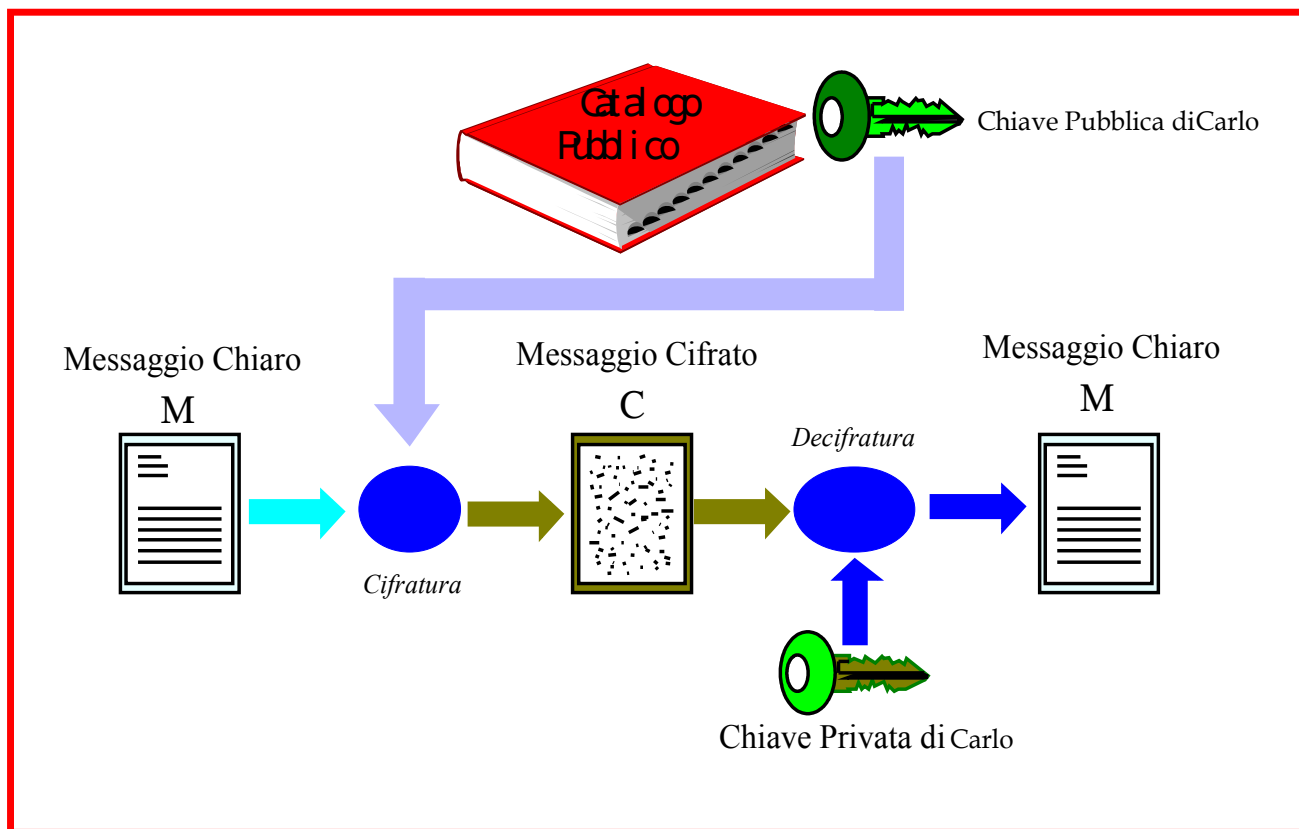 Catalogo
Pubblico
Chiave Pubblica diCarlo
Messaggio Chiaro
M
Messaggio Cifrato
C
Messaggio Chiaro
M
Cifratura
Decifratura
Chiave Privata di Carlo